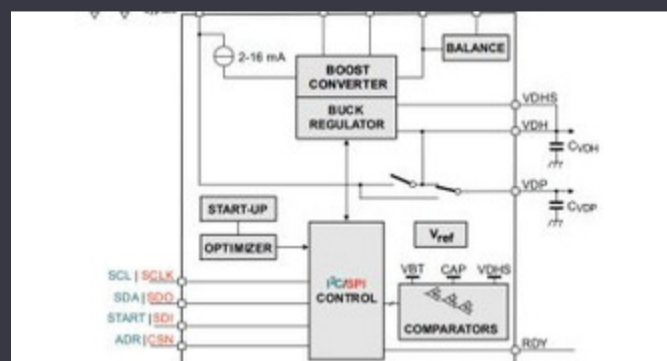 2-16 mA
BALANCE
BOOST
CONVERTER
BUCK
REGULATOR
VDHS
VDH
CVDH
VDP
CVDP
START-UP
OPTIMIZER
Vref
SCL | SCLK
SDA | SDO
START | SDI
ADR | CSN
I²C/SPI
CONTROL
VBT CAP VDHS
COMPARATORS
RDY